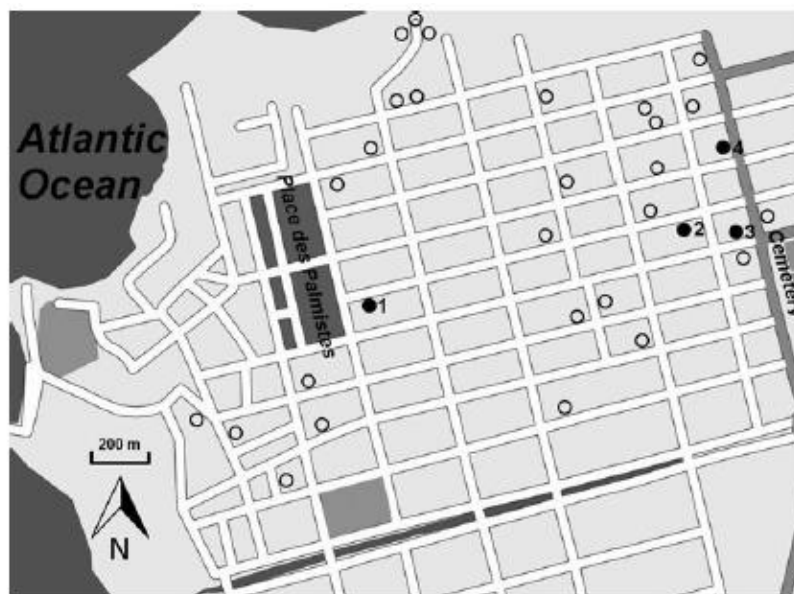 Atlantic
Ocean
Place des Palmistes
4
2
3
Cemetery
1
200 m
N